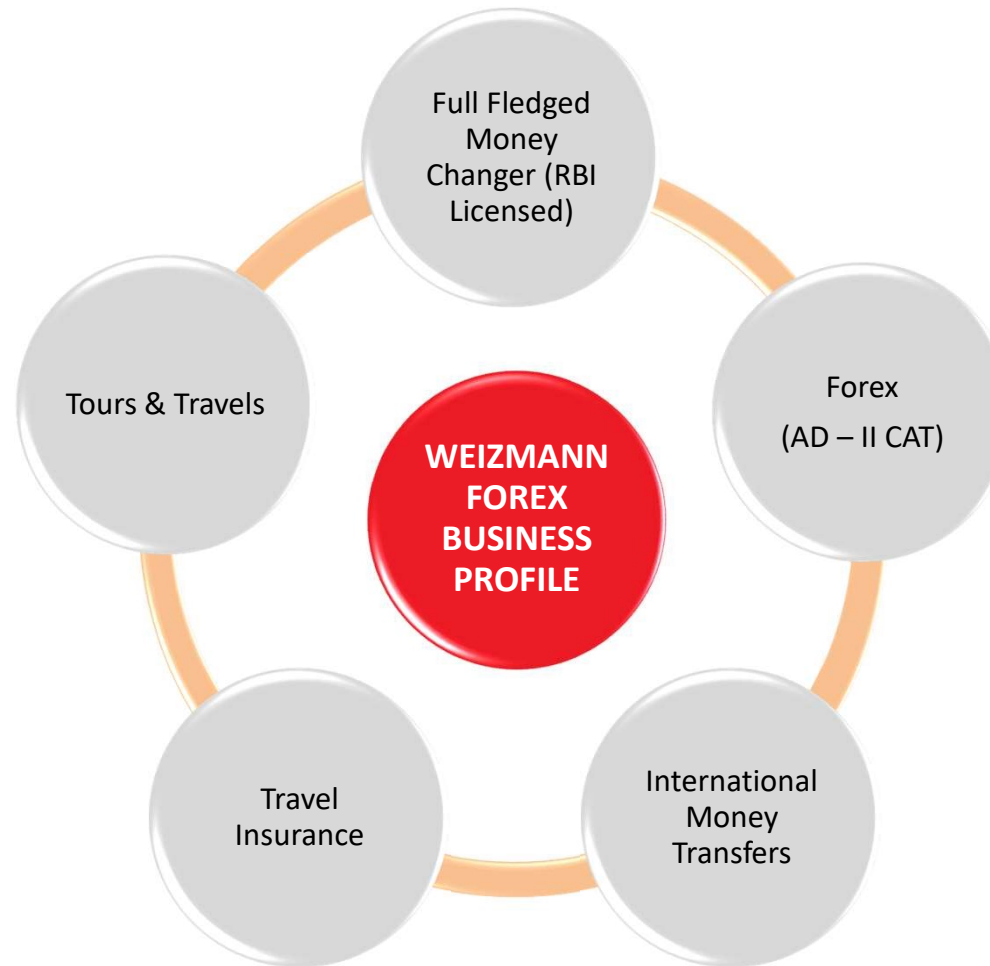 Full Fledged
Money
Changer (RBI
Licensed)
Forex
(AD – II CAT)
International
Money
Transfers
Travel
Insurance
Tours & Travels
WEIZMANN
FOREX
BUSINESS
PROFILE